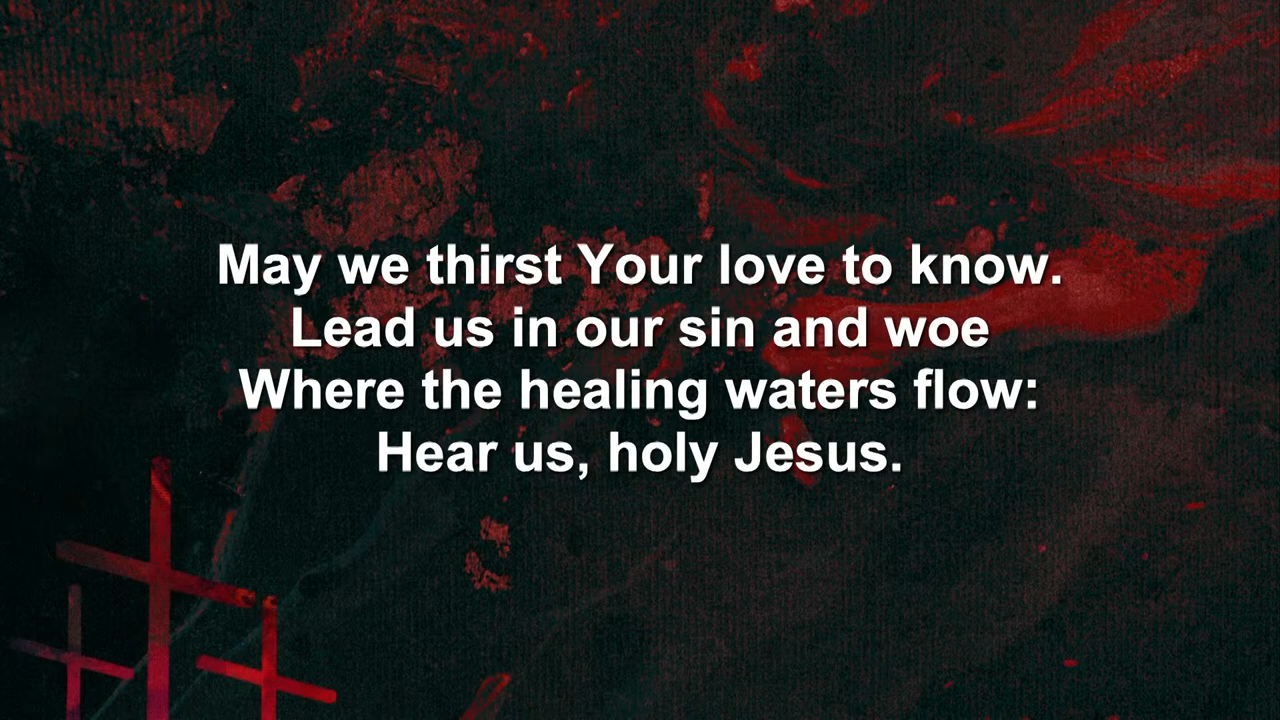 May we thirst Your love to know.
Lead us in our sin and woe
Where the healing waters flow:
Hear us, holy Jesus.